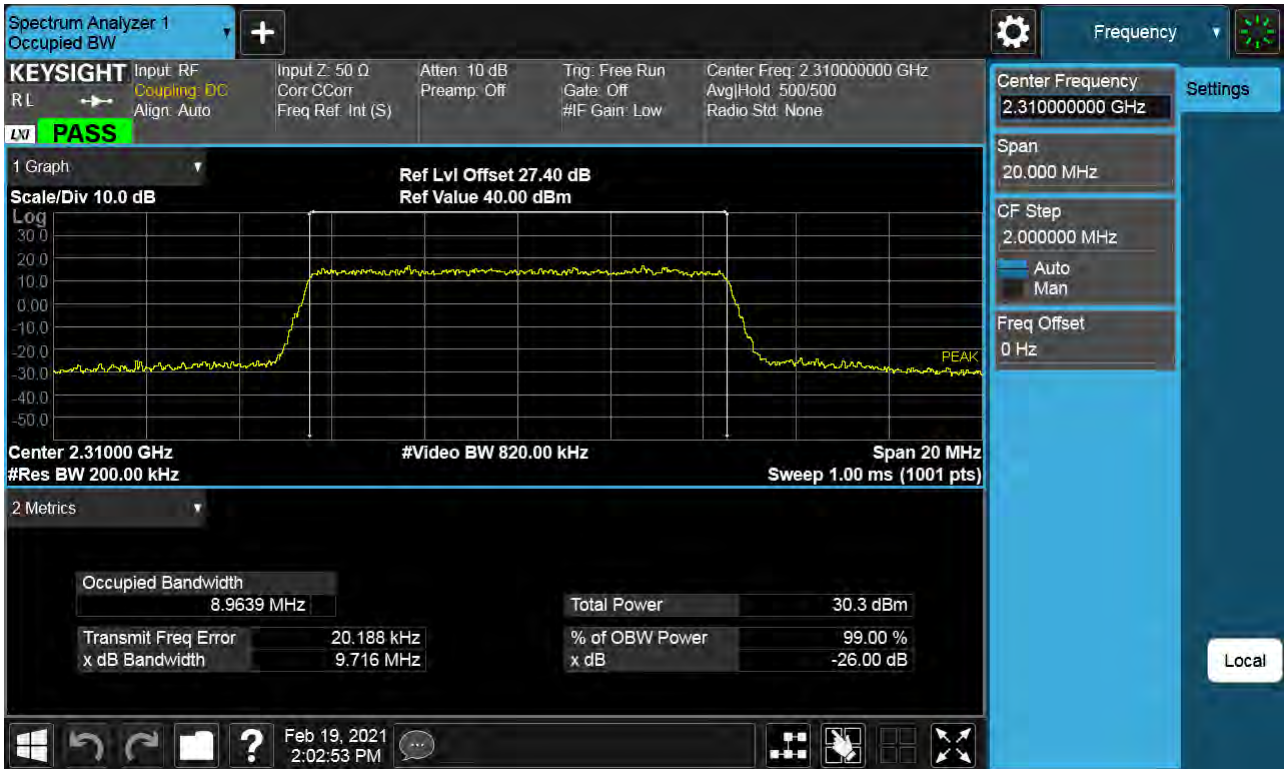 Spectrum Analyzer 1
Occupied BW
Frequency
KEYSIGHT
RL
LXI
PASS
Input: RF
Coupling: DC
Align: Auto
Input Z: 50 Ω
Corr CCorr
Freq Ref: Int (S)
Atten: 10 dB
Preamp: Off
Trig: Free Run
Gate: Off
#IF Gain: Low
Center Freq: 2.310000000 GHz
Avg|Hold: 500/500
Radio Std: None
1 Graph
Scale/Div 10.0 dB
Ref Lvl Offset 27.40 dB
Ref Value 40.00 dBm
Log
30.0
20.0
10.0
0.00
-10.0
-20.0
-30.0
-40.0
-50.0
PEAK
Center 2.31000 GHz
#Res BW 200.00 kHz
#Video BW 820.00 kHz
Span 20 MHz
Sweep 1.00 ms (1001 pts)
2 Metrics
Occupied Bandwidth
8.9639 MHz
Transmit Freq Error 20.188 kHz
x dB Bandwidth 9.716 MHz
Total Power 30.3 dBm
% of OBW Power 99.00 %
x dB -26.00 dB
Center Frequency
2.310000000 GHz
Span
20.000 MHz
CF Step
2.000000 MHz
Auto
Man
Freq Offset
0 Hz
Settings
Local
?
Feb 19, 2021
2:02:53 PM